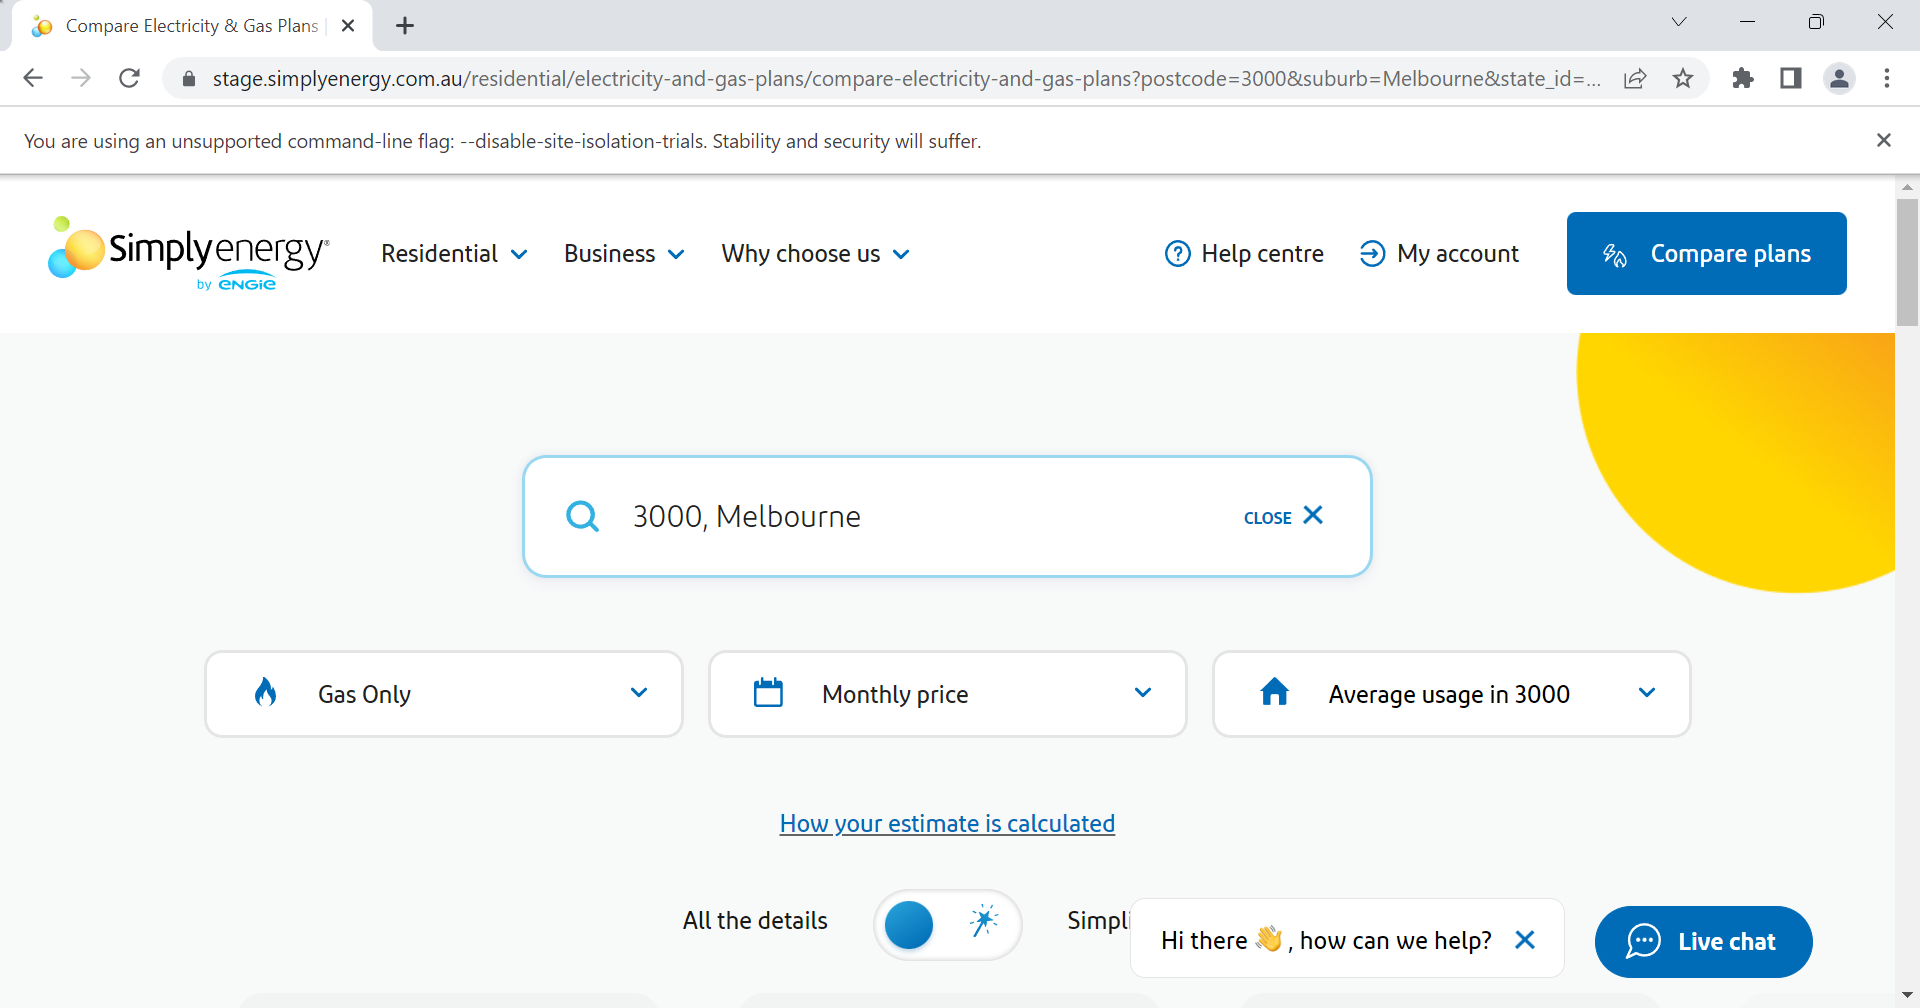 Compare Electricity & Gas Plans
stage.simplyenergy.com.au/residential/electricity-and-gas-plans/compare-electricity-and-gas-plans?postcode=3000&suburb=Melbourne&state_id=...
You are using an unsupported command-line flag: --disable-site-isolation-trials. Stability and security will suffer.
Simplyenergy®
by ENGIE
Residential Business Why choose us Help centre My account Compare plans
3000, Melbourne CLOSE
Gas Only Monthly price Average usage in 3000
How your estimate is calculated
All the details Simpli
Hi there 👋 , how can we help? Live chat